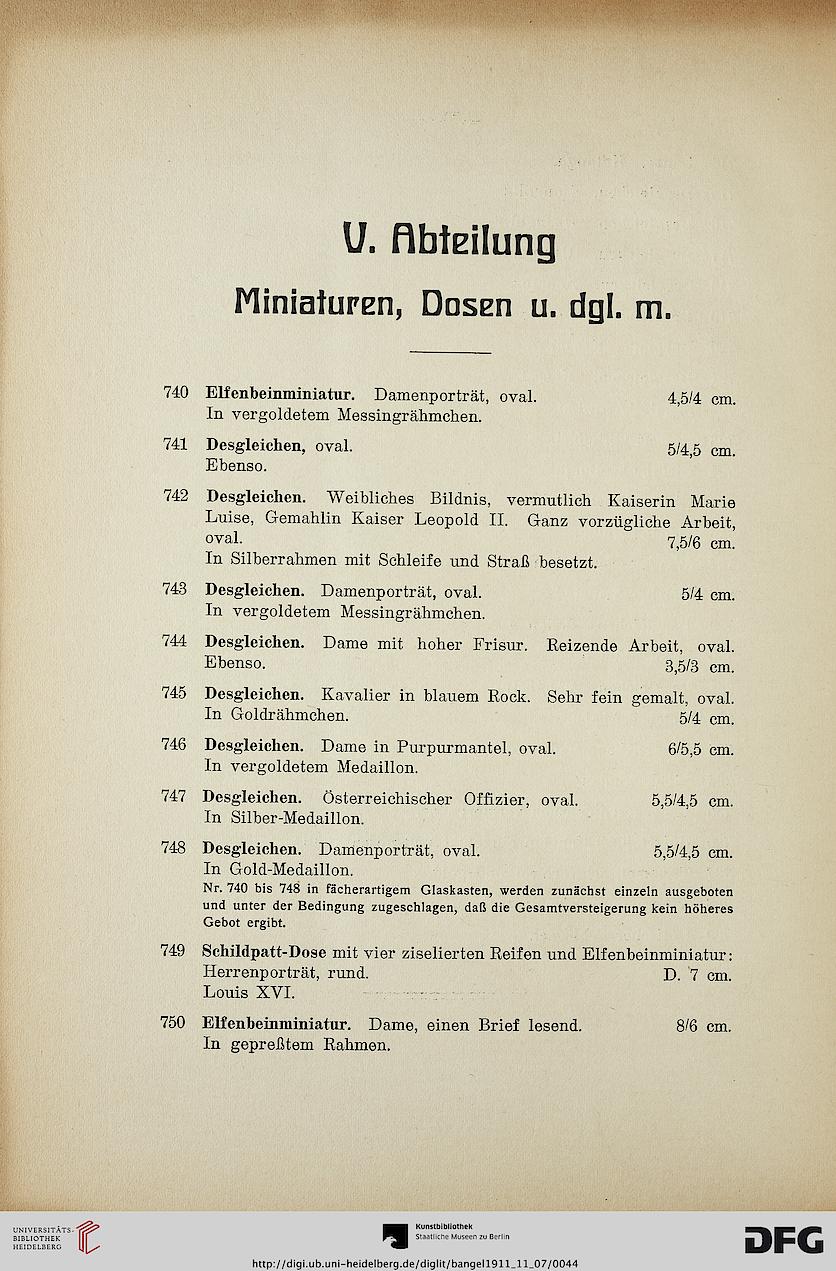 V. Abteilung
Miniaturen, Dosen u. dgl. m.
740 Elfenbeinminiatur. Damenporträt, oval. 4,5/4 cm.
In vergoldetem Messingrähmchen.
741 Desgleichen, oval. 5/4,5 cm.
Ebenso.
742 Desgleichen. Weibliches Bildnis, vermutlich Kaiserin Marie
Luise, Gemahlin Kaiser Leopold II. Ganz vorzügliche Arbeit,
oval. 7,5/6 cm.
In Silberrahmen mit Schleife und Straß besetzt.
743 Desgleichen. Damenporträt, oval. 5/4 cm.
In vergoldetem Messingrähmchen.
744 Desgleichen. Dame mit hoher Frisur. Reizende Arbeit, oval.
Ebenso. 3,5/3 cm.
745 Desgleichen. Kavalier in blauem Rock. Sehr fein gemalt, oval.
In Goldrähmchen. 5/4 cm.
746 Desgleichen. Dame in Purpurmantel, oval. 6/5,5 cm.
In vergoldetem Medaillon.
747 Desgleichen. Österreichischer Offizier, oval. 5,5/4,5 cm.
In Silber-Medaillon.
748 Desgleichen. Damenporträt, oval. 5,5/4,5 cm.
In Gold-Medaillon.
Nr. 740 bis 748 in fächerartigem Glaskasten, werden zunächst einzeln ausgeboten
und unter der Bedingung zugeschlagen, daß die Gesamtversteigerung kein höheres
Gebot ergibt.
749 Schildpatt-Dose mit vier ziselierten Reifen und Elfenbeinminiatur:
Herrenporträt, rund. D. 7 cm.
Louis XVI.
750 Elfenbeinminiatur. Dame, einen Brief lesend. 8/6 cm.
In gepreßtem Rahmen.
UNIVERSITÄTS-
BIBLIOTHEK
HEIDELBERG
Kunstbibliothek
Staatliche Museen zu Berlin
DFG
http://digi.ub.uni-heidelberg.de/diglit/bangel1911_11_07/0044